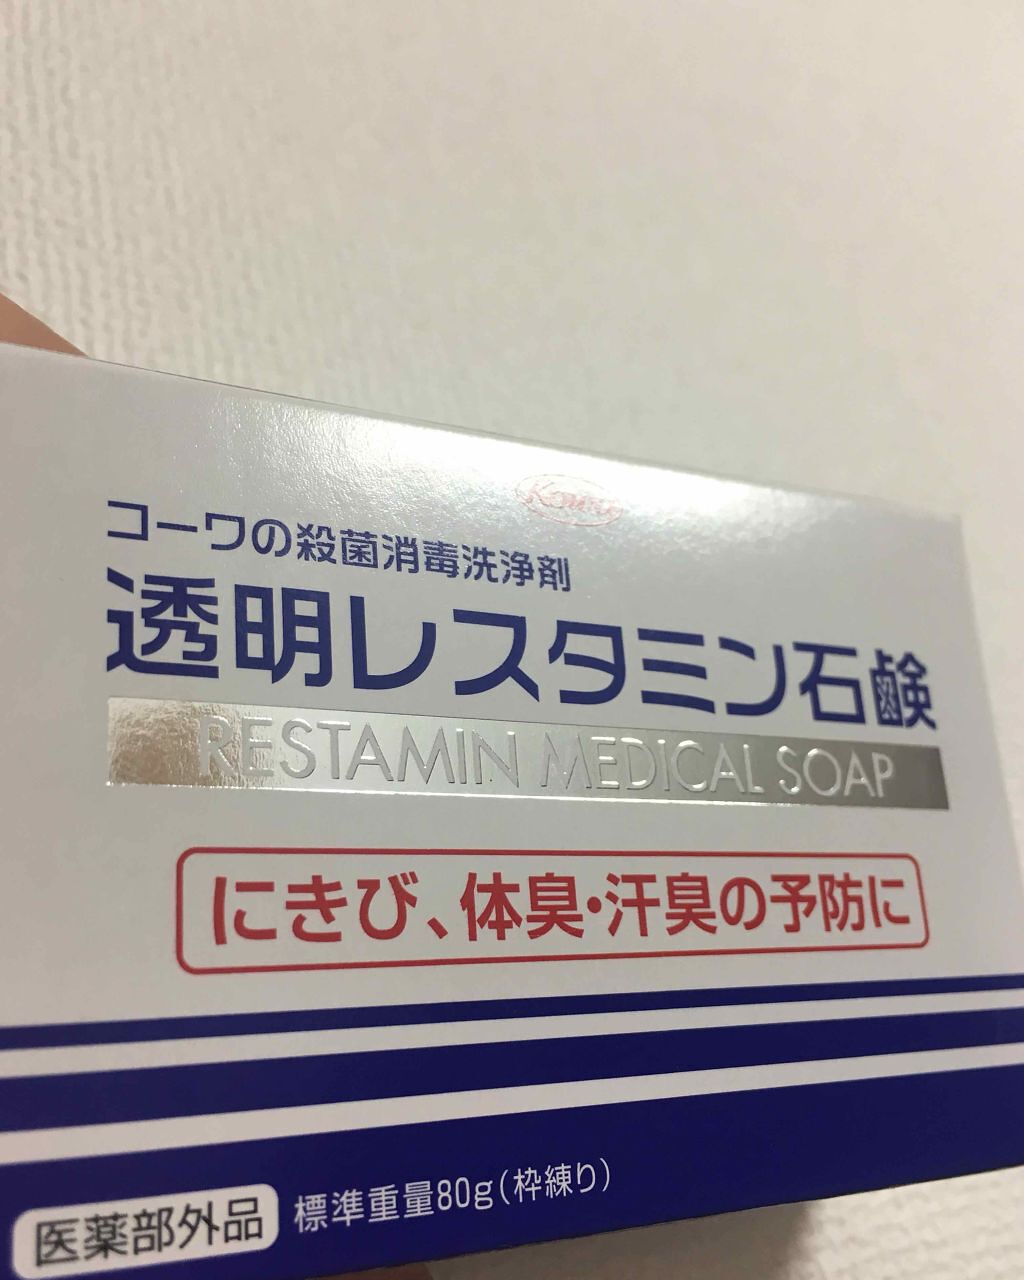 Kowa
コーワの殺菌消毒洗浄剤
透明レスタミン石鹸
RESTAMIN MEDICAL SOAP
にきび、体臭・汗臭の予防に
医薬部外品 標準重量80g(枠練り)